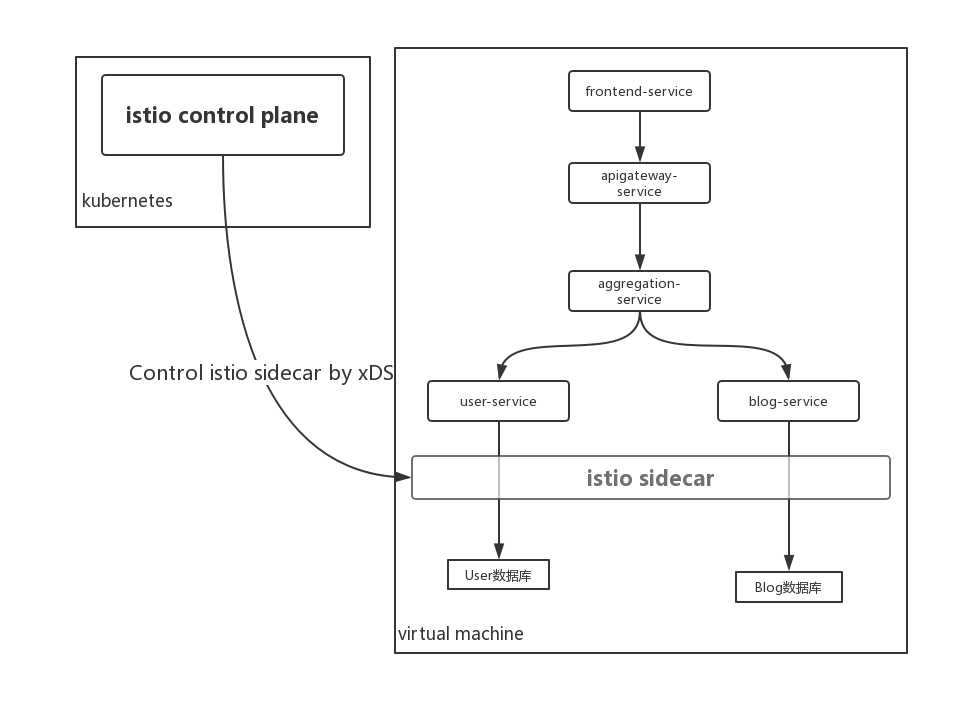 istio control plane
kubernetes
Control istio sidecar by xDS
frontend-service
apigateway-
service
aggregation-
service
user-service
blog-service
istio sidecar
User数据库
Blog数据库
virtual machine